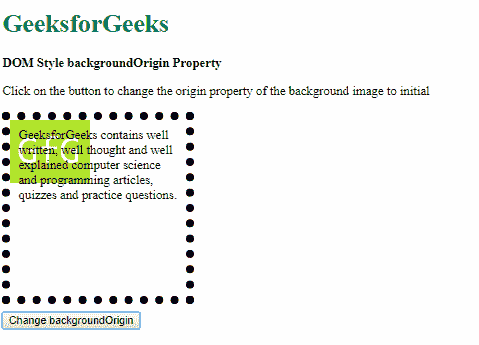 GeeksforGeeks
DOM Style backgroundOrigin Property
Click on the button to change the origin property of the background image to initial
GeeksforGeeks contains well
written, well thought and well
explained computer science
and programming articles,
quizzes and practice questions.
GfG
Change backgroundOrigin